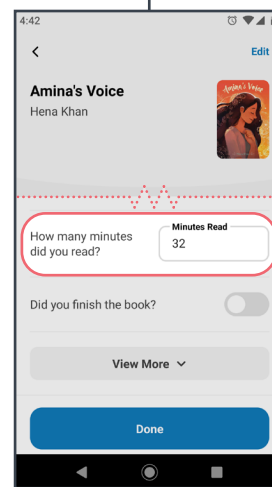 4:42
Edit
Amina's Voice
Hena Khan
Amina's Voice
How many minutes
did you read?
Minutes Read
32
Did you finish the book?
View More
Done